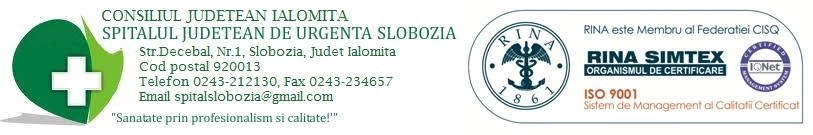 CONSILIUL JUDETEAN IALOMITA
SPITALUL JUDETEAN DE URGENTA SLOBOZIA
Str.Decebal, Nr.1, Slobozia, Judet Ialomita
Cod postal 920013
Telefon 0243-212130, Fax 0243-234657
Email spitalslobozia@gmail.com
"Sanatate prin profesionalism si calitate!'"
RINA
1861
RINA este Membru al Federatiei CISQ
RINA SIMTEX
ORGANISMUL DE CERTIFICARE
ISO 9001
Sistem de Management al Calitatii Certificat
CERTIFIED
IQNet
MANAGEMENT SYSTEM